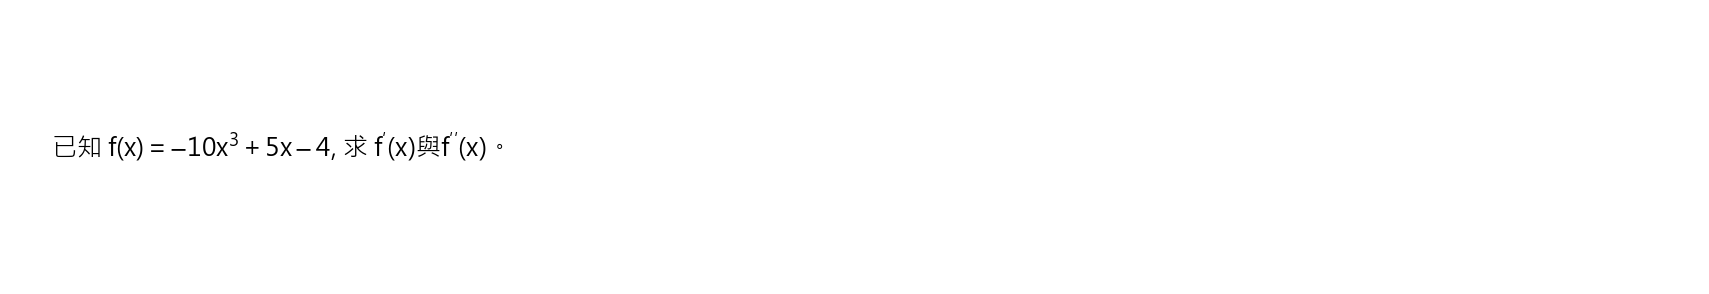 已知 f(x) = –10x³ + 5x – 4, 求 f′(x)與f′′(x)。